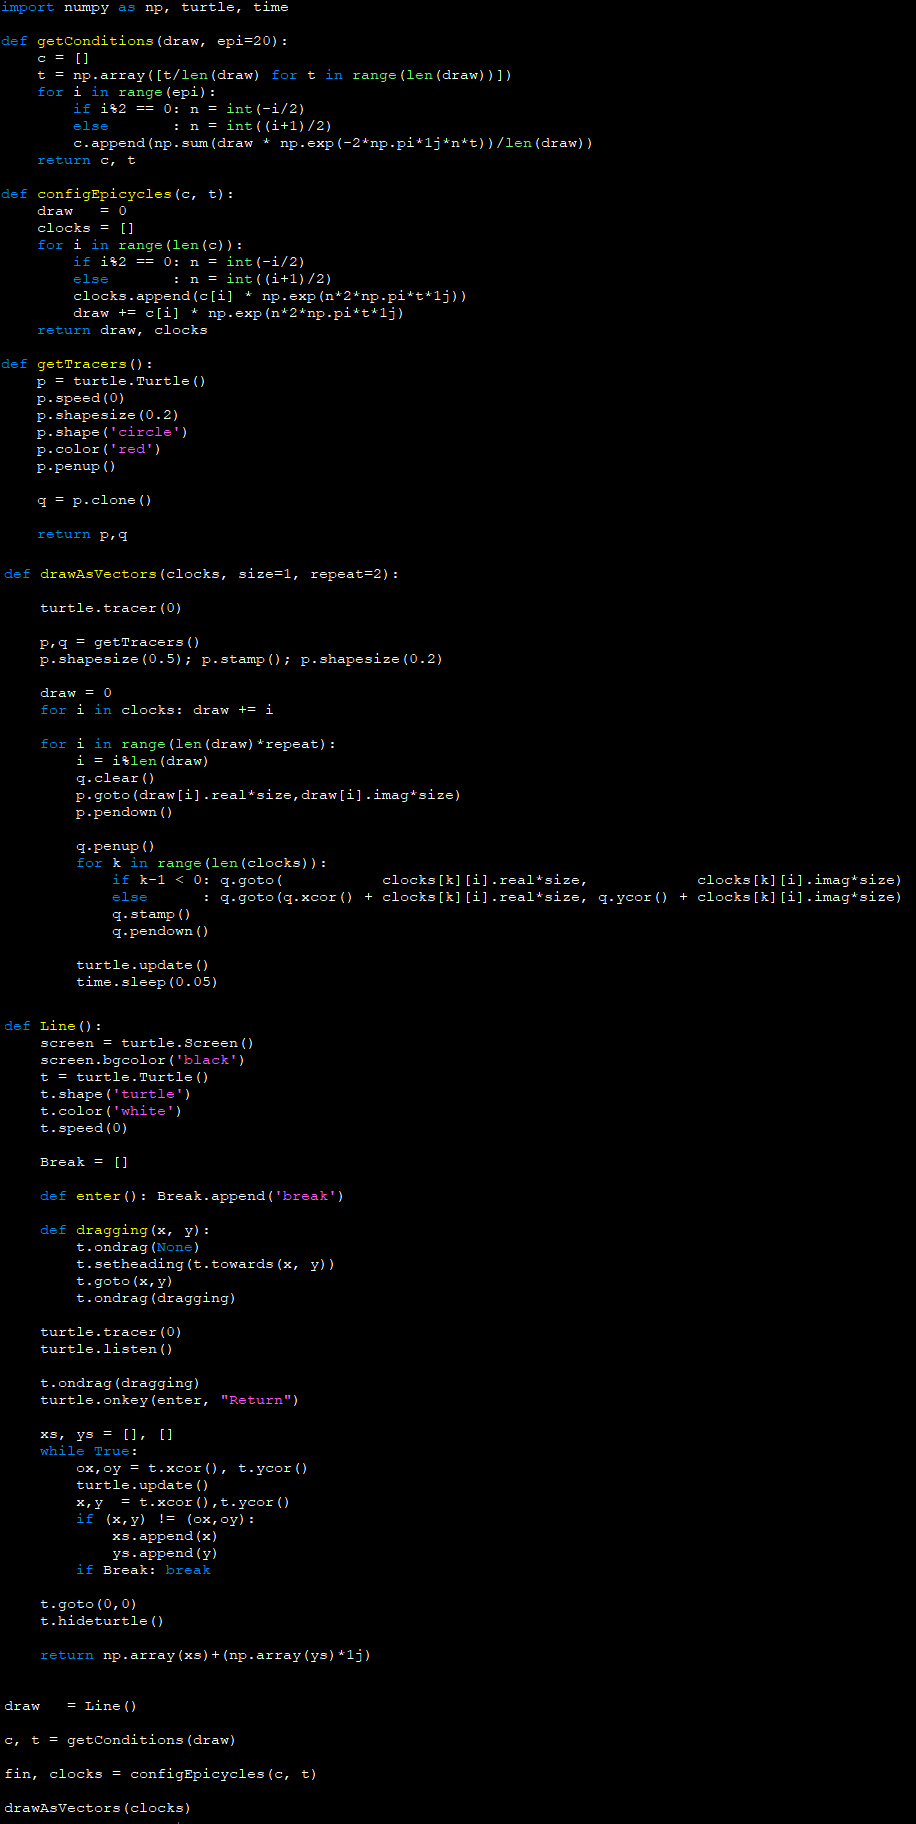 import numpy as np, turtle, time

def getConditions(draw, epi=20):
    c = []
    t = np.array([t/len(draw) for t in range(len(draw))])
    for i in range(epi):
        if i%2 == 0: n = int(-i/2)
        else       : n = int((i+1)/2)
        c.append(np.sum(draw * np.exp(-2*np.pi*1j*n*t))/len(draw))
    return c, t

def configEpicycles(c, t):
    draw   = 0
    clocks = []
    for i in range(len(c)):
        if i%2 == 0: n = int(-i/2)
        else       : n = int((i+1)/2)
        clocks.append(c[i] * np.exp(n*2*np.pi*t*1j))
        draw += c[i] * np.exp(n*2*np.pi*t*1j)
    return draw, clocks

def getTracers():
    p = turtle.Turtle()
    p.speed(0)
    p.shapesize(0.2)
    p.shape('circle')
    p.color('red')
    p.penup()

    q = p.clone()

    return p,q

def drawAsVectors(clocks, size=1, repeat=2):

    turtle.tracer(0)

    p,q = getTracers()
    p.shapesize(0.5); p.stamp(); p.shapesize(0.2)

    draw = 0
    for i in clocks: draw += i

    for i in range(len(draw)*repeat):
        i = i%len(draw)
        q.clear()
        p.goto(draw[i].real*size,draw[i].imag*size)
        p.pendown()

        q.penup()
        for k in range(len(clocks)):
            if k-1 < 0: q.goto(           clocks[k][i].real*size,            clocks[k][i].imag*size)
            else      : q.goto(q.xcor() + clocks[k][i].real*size, q.ycor() + clocks[k][i].imag*size)
            q.stamp()
            q.pendown()

        turtle.update()
        time.sleep(0.05)

def Line():
    screen = turtle.Screen()
    screen.bgcolor('black')
    t = turtle.Turtle()
    t.shape('turtle')
    t.color('white')
    t.speed(0)

    Break = []

    def enter(): Break.append('break')

    def dragging(x, y):
        t.ondrag(None)
        t.setheading(t.towards(x, y))
        t.goto(x,y)
        t.ondrag(dragging)

    turtle.tracer(0)
    turtle.listen()

    t.ondrag(dragging)
    turtle.onkey(enter, "Return")

    xs, ys = [], []
    while True:
        ox,oy = t.xcor(), t.ycor()
        turtle.update()
        x,y  = t.xcor(),t.ycor()
        if (x,y) != (ox,oy):
            xs.append(x)
            ys.append(y)
        if Break: break

    t.goto(0,0)
    t.hideturtle()

    return np.array(xs)+(np.array(ys)*1j)

draw   = Line()

c, t = getConditions(draw)

fin, clocks = configEpicycles(c, t)

drawAsVectors(clocks)